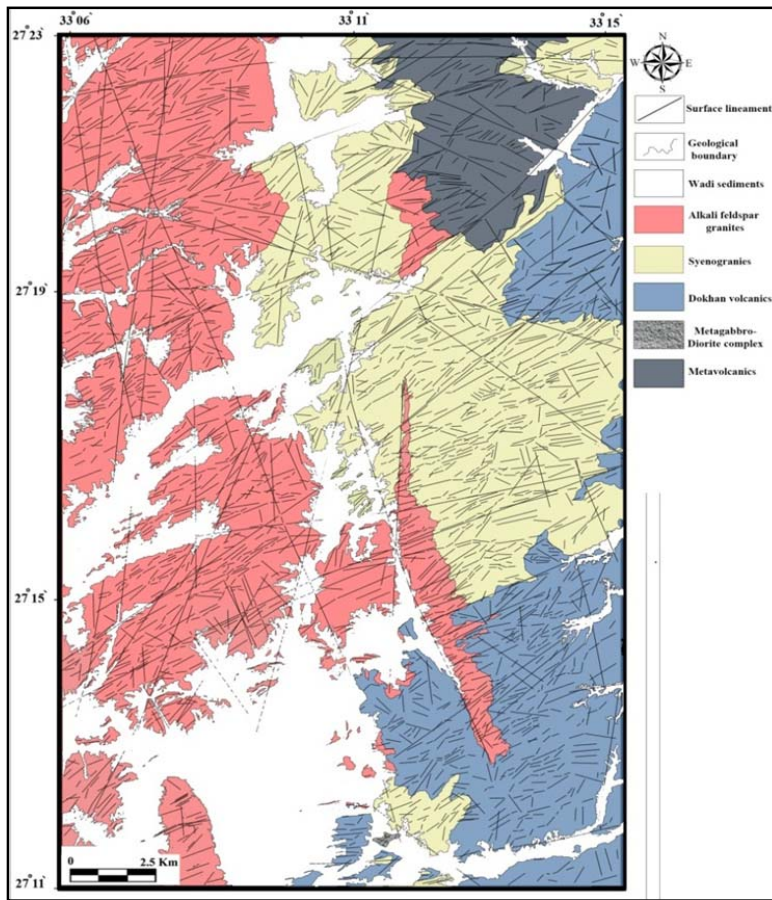 33° 06` 33° 11` 33° 15`
27° 23`
N
W E
S
Surface lineament
Geological
boundary
Wadi sediments
Alkali feldspar
granites
Syenogranies
27° 19`
Dokhan volcanics
Metagabbro-
Diorite complex
Metavolcanics
27° 15`
0 2.5 Km
27° 11`